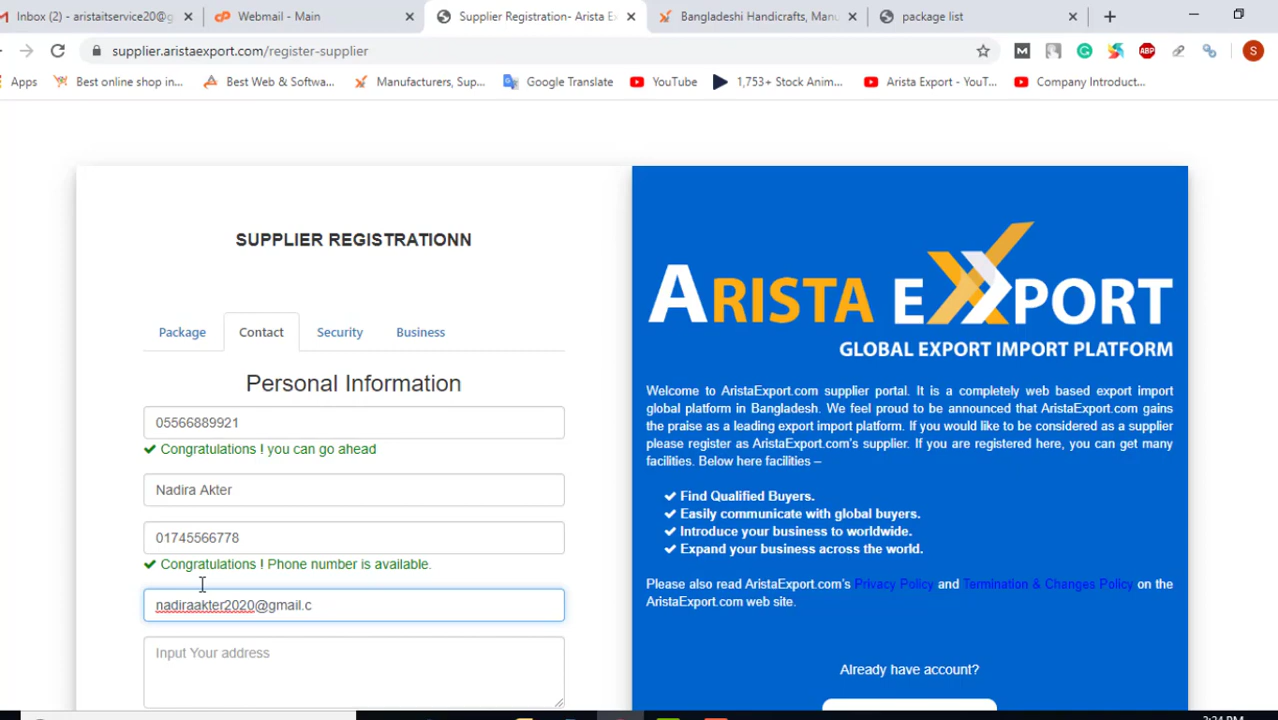 Inbox (2) - aristaitservice20@g
Webmail - Main
Supplier Registration- Arista E
Bangladeshi Handicrafts, Manu
package list
supplier.aristaexport.com/register-supplier
Apps
Best online shop in...
Best Web & Softwa...
Manufacturers, Sup...
Google Translate
YouTube
1,753+ Stock Anim...
Arista Export - YouT...
Company Introduct...
SUPPLIER REGISTRATIONN
Package
Contact
Security
Business
Personal Information
05566889921
Congratulations ! you can go ahead
Nadira Akter
01745566778
Congratulations ! Phone number is available.
nadiraakter2020@gmail.c
Input Your address
ARISTA EXPORT
GLOBAL EXPORT IMPORT PLATFORM
Welcome to AristaExport.com supplier portal. It is a completely web based export import
global platform in Bangladesh. We feel proud to be announced that AristaExport.com gains
the praise as a leading export import platform. If you would like to be considered as a supplier
please register as AristaExport.com's supplier. If you are registered here, you can get many
facilities. Below here facilities –
Find Qualified Buyers.
Easily communicate with global buyers.
Introduce your business to worldwide.
Expand your business across the world.
Please also read AristaExport.com's Privacy Policy and Termination & Changes Policy on the
AristaExport.com web site.
Already have account?